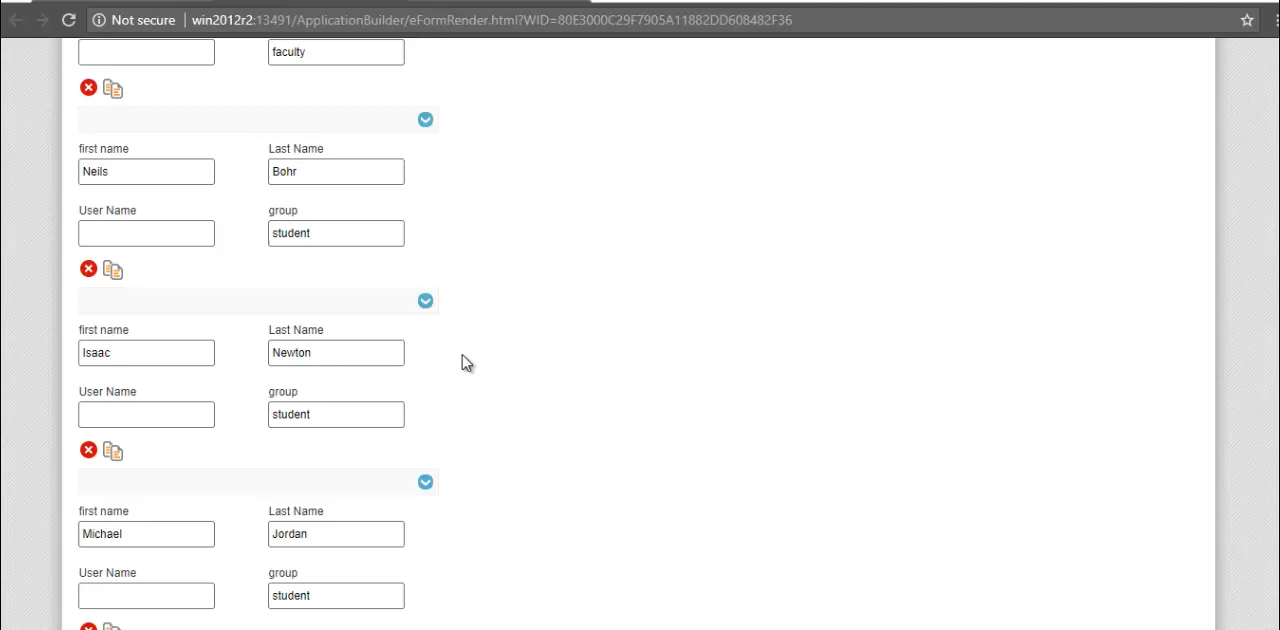 Not secure | win2012r2:13491/ApplicationBuilder/eFormRender.html?WID=80E3000C29F7905A11882DD608482F36
faculty
first name Last Name
Neils Bohr
User Name group
student
first name Last Name
Isaac Newton
User Name group
student
first name Last Name
Michael Jordan
User Name group
student